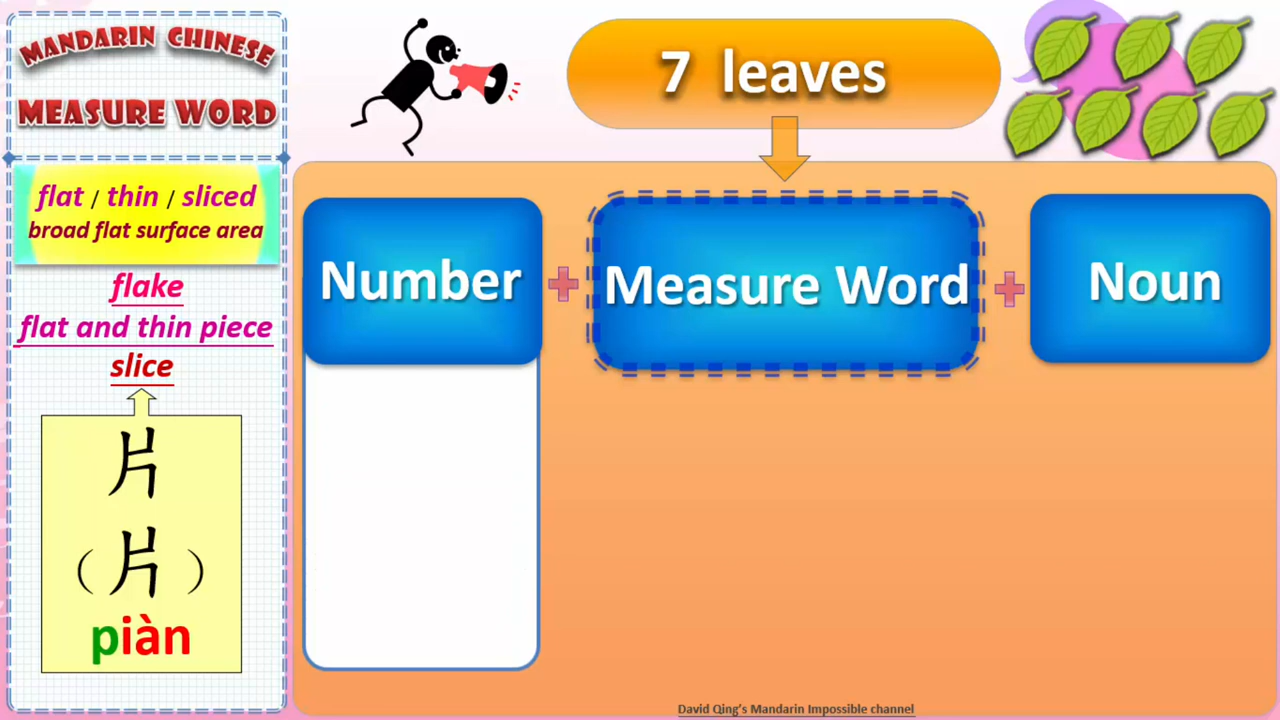 MANDARIN CHINESE
MEASURE WORD
flat / thin / sliced
broad flat surface area
flake
flat and thin piece
slice
片
（片）
piàn
7 leaves
Number + Measure Word + Noun
David Qing's Mandarin Impossible channel